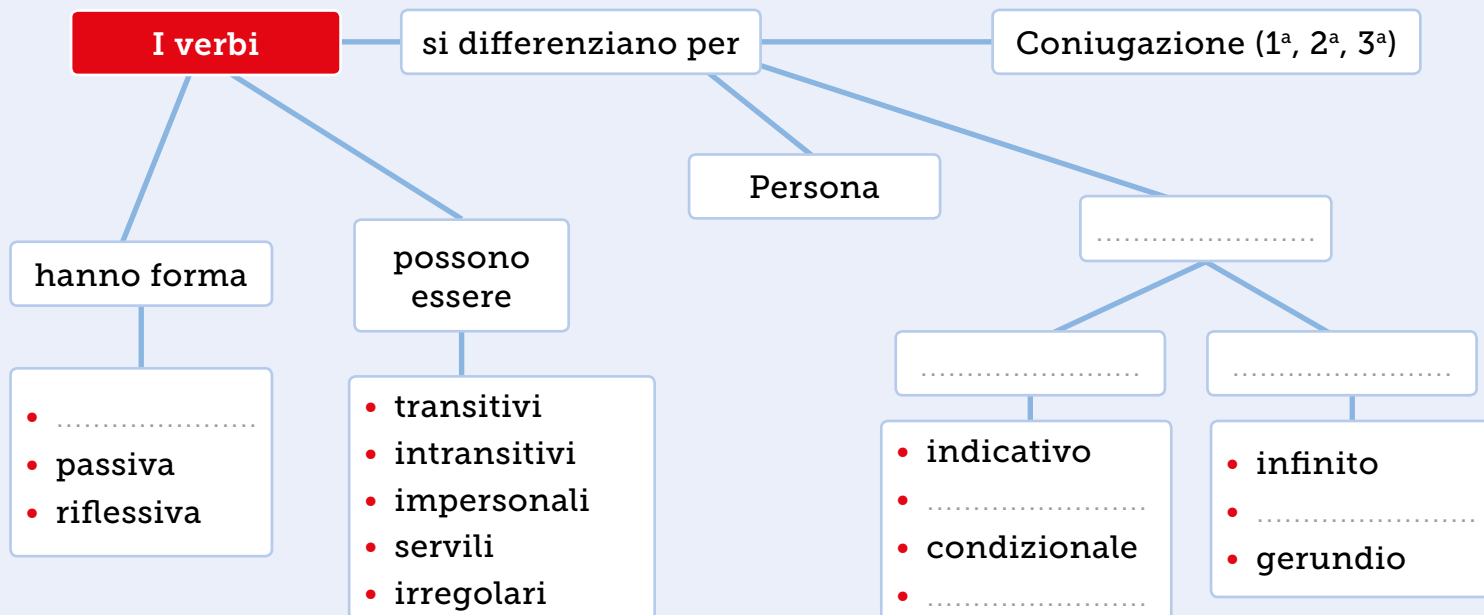 I verbi
si differenziano per
Coniugazione (1ª, 2ª, 3ª)
Persona
.......................
hanno forma
possono
essere
.......................
.......................
• .....................
• passiva
• riflessiva
• transitivi
• intransitivi
• impersonali
• servili
• irregolari
• indicativo
• .......................
• condizionale
• .......................
• infinito
• .......................
• gerundio